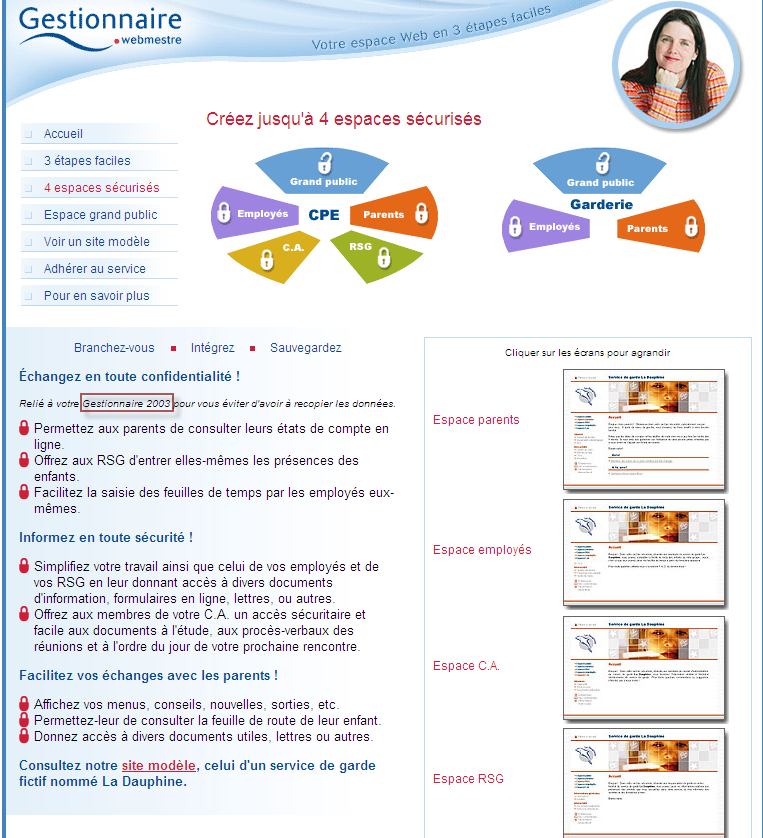 Gestionnaire
.webmestre
Votre espace Web en 3 étapes faciles
Créez jusqu'à 4 espaces sécurisés
Accueil
3 étapes faciles
4 espaces sécurisés
Espace grand public
Voir un site modèle
Adhérer au service
Pour en savoir plus
Grand public
Employés
CPE
Parents
C.A.
RSG
Grand public
Garderie
Employés
Parents
Branchez-vous
Intégrez
Sauvegardez
Échangez en toute confidentialité !
Relié à votre Gestionnaire 2003 pour vous éviter d'avoir à recopier les données.
Permettez aux parents de consulter leurs états de compte en
ligne.
Offrez aux RSG d'entrer elles-mêmes les présences des
enfants.
Facilitez la saisie des feuilles de temps par les employés eux-
mêmes.
Informez en toute sécurité !
Simplifiez votre travail ainsi que celui de vos employés et de
vos RSG en leur donnant accès à divers documents
d'information, formulaires en ligne, lettres, ou autres.
Offrez aux membres de votre C.A. un accès sécuritaire et
facile aux documents à l'étude, aux procès-verbaux des
réunions et à l'ordre du jour de votre prochaine rencontre.
Facilitez vos échanges avec les parents !
Affichez vos menus, conseils, nouvelles, sorties, etc.
Permettez-leur de consulter la feuille de route de leur enfant.
Donnez accès à divers documents utiles, lettres ou autres.
Consultez notre site modèle, celui d'un service de garde
fictif nommé La Dauphine.
Cliquer sur les écrans pour agrandir
Espace parents
Service de garde La Dauphine
Accueil
Espace employés
Service de garde La Dauphine
Accueil
Espace C.A.
Service de garde La Dauphine
Accueil
Espace RSG
Service de garde La Dauphine
Accueil